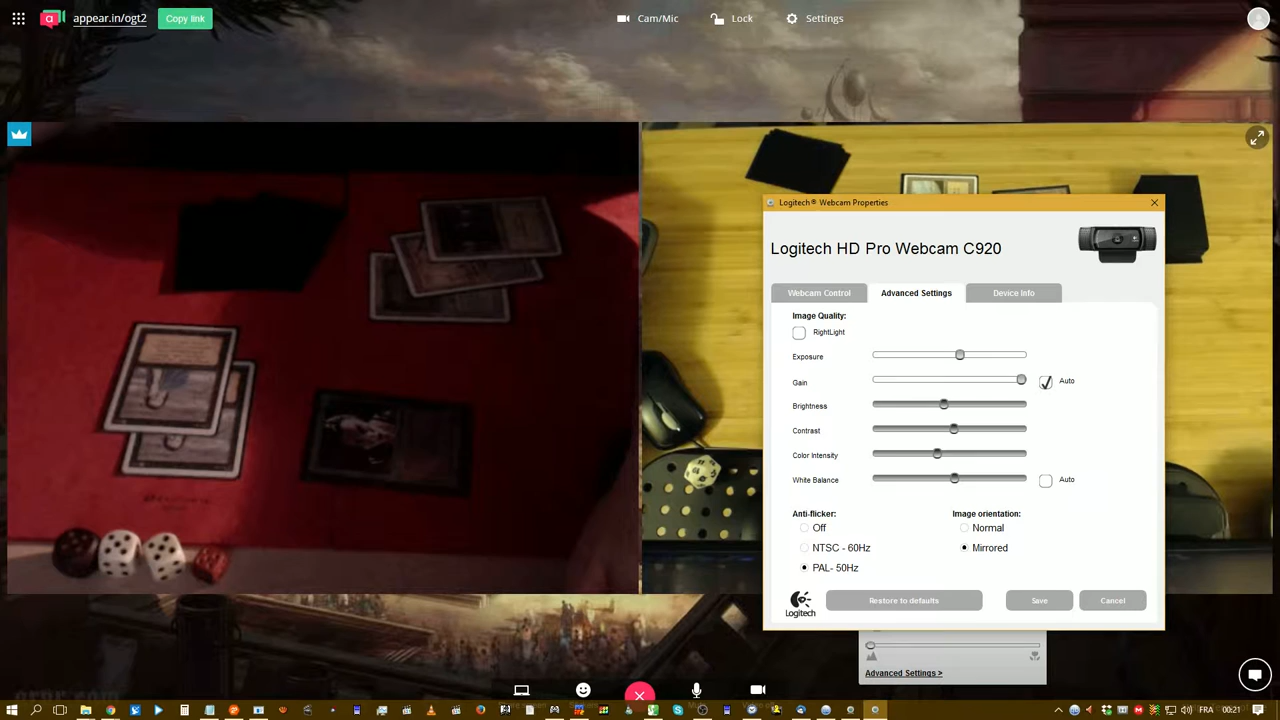 appear.in/ogt2
Copy link
Cam/Mic
Lock
Settings
Logitech® Webcam Properties
Logitech HD Pro Webcam C920
Webcam Control
Advanced Settings
Device Info
Image Quality:
RightLight
Exposure
Gain
Auto
Brightness
Contrast
Color Intensity
White Balance
Auto
Anti-flicker:
Image orientation:
Off
Normal
NTSC - 60Hz
Mirrored
PAL- 50Hz
Logitech
Restore to defaults
Save
Cancel
Advanced Settings >
FRA
00:21